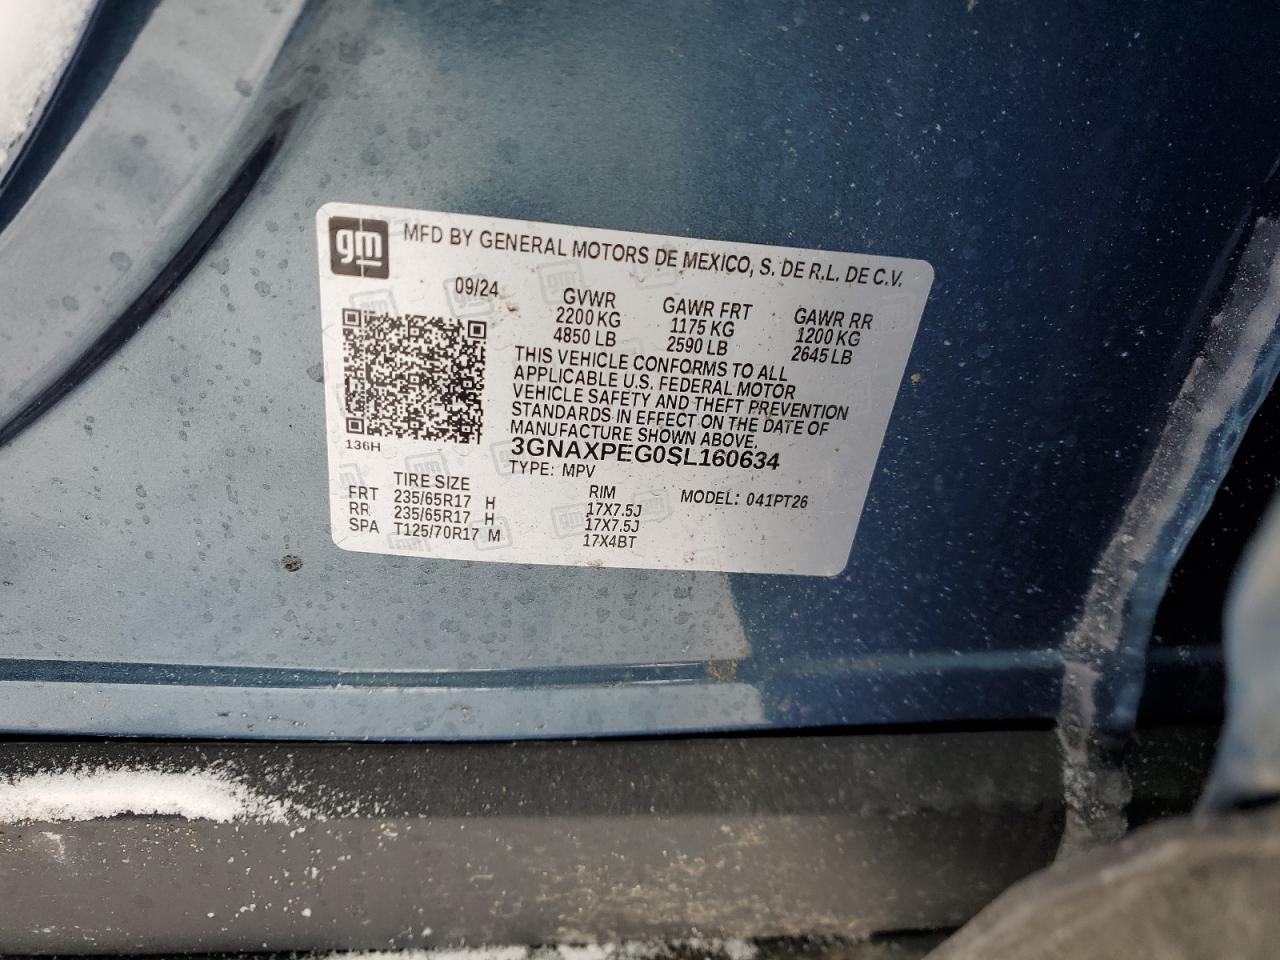 gm
MFD BY GENERAL MOTORS DE MEXICO, S. DE R.L. DE C.V.
09/24
GVWR GAWR FRT GAWR RR
2200 KG 1175 KG 1200 KG
4850 LB 2590 LB 2645 LB
THIS VEHICLE CONFORMS TO ALL
APPLICABLE U.S. FEDERAL MOTOR
VEHICLE SAFETY AND THEFT PREVENTION
STANDARDS IN EFFECT ON THE DATE OF
MANUFACTURE SHOWN ABOVE.
136H
3GNAXPEG0SL160634
TYPE: MPV
TIRE SIZE RIM MODEL: 041PT26
FRT 235/65R17 H 17X7.5J
RR 235/65R17 H 17X7.5J
SPA T125/70R17 M 17X4BT